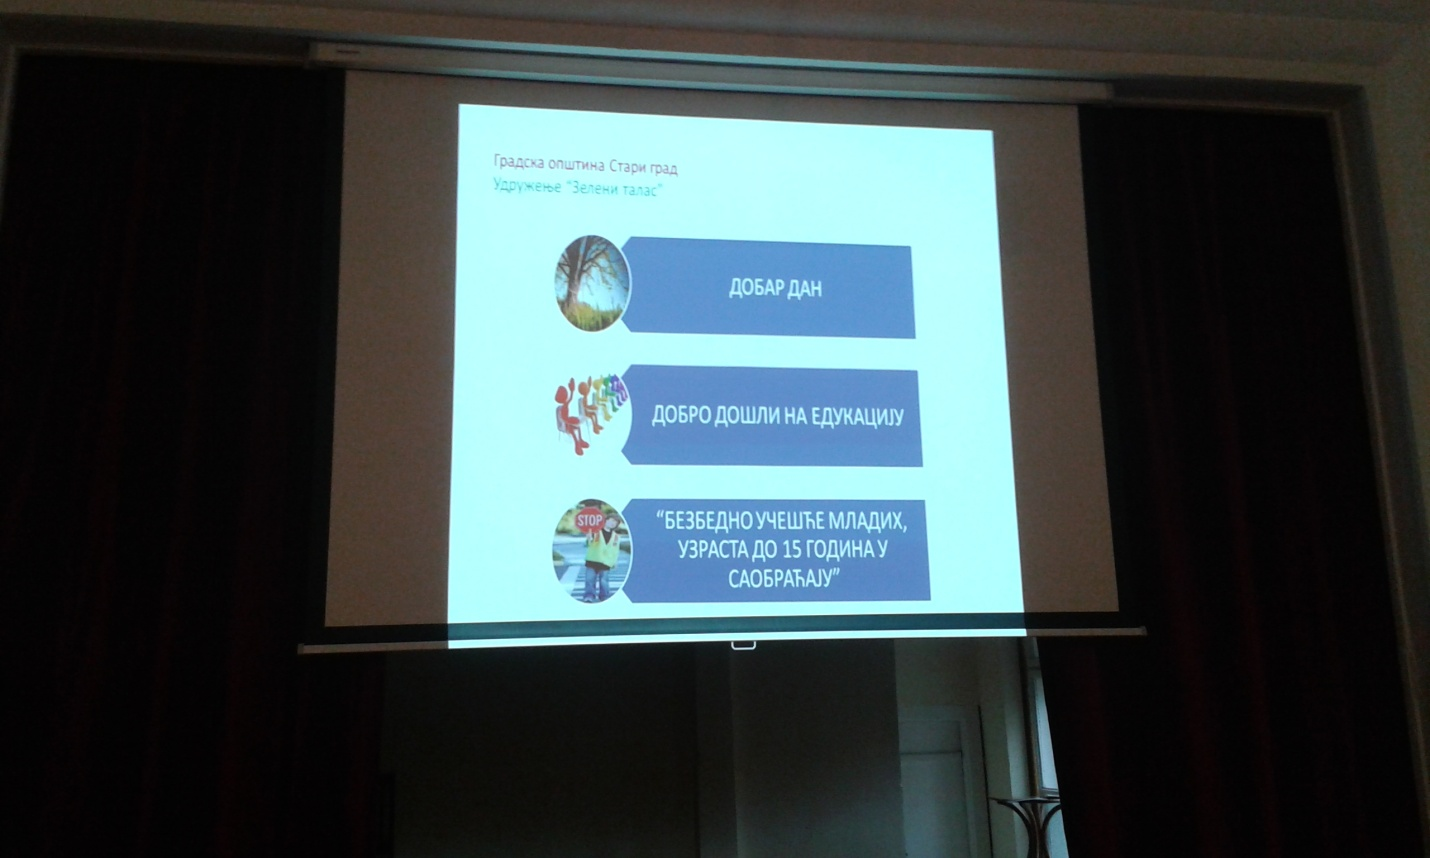 Градска општина Стари град
Удружење “Зелени талас”
ДОБАР ДАН
ДОБРО ДОШЛИ НА ЕДУКАЦИЈУ
STOP
“БЕЗБЕДНО УЧЕШЋЕ МЛАДИХ,
УЗРАСТА ДО 15 ГОДИНА У
САОБРАЋАЈУ”